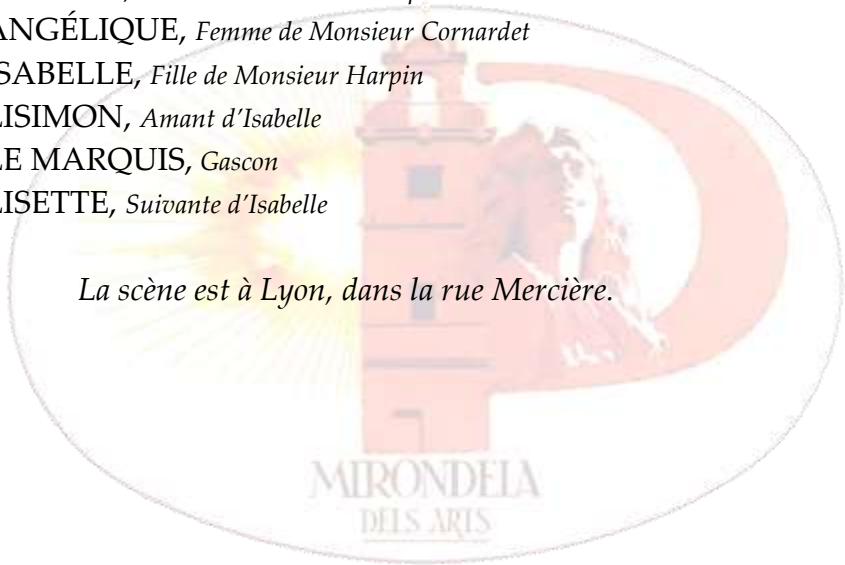 ANGÉLIQUE, Femme de Monsieur Cornardet
ISABELLE, Fille de Monsieur Harpin
LISIMON, Amant d'Isabelle
LE MARQUIS, Gascon
LISETTE, Suivante d'Isabelle
La scène est à Lyon, dans la rue Mercière.
MIRONDELA
DELS ARTS